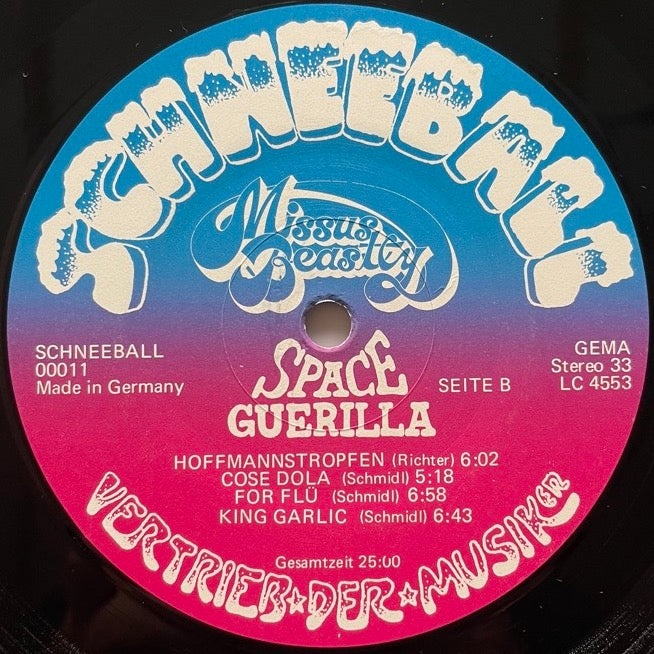 SCHNEEBALL
Missus Beastly
SCHNEEBALL
00011
Made in Germany
GEMA
Stereo 33
LC 4553
SPACE
GUERILLA
SEITE B
HOFFMANNSTROPFEN (Richter) 6:02
COSE DOLA (Schmidl) 5:18
FOR FLÜ (Schmidl) 6:58
KING GARLIC (Schmidl) 6:43
Gesamtzeit 25:00
VERTRIEB★DER★MUSIKER